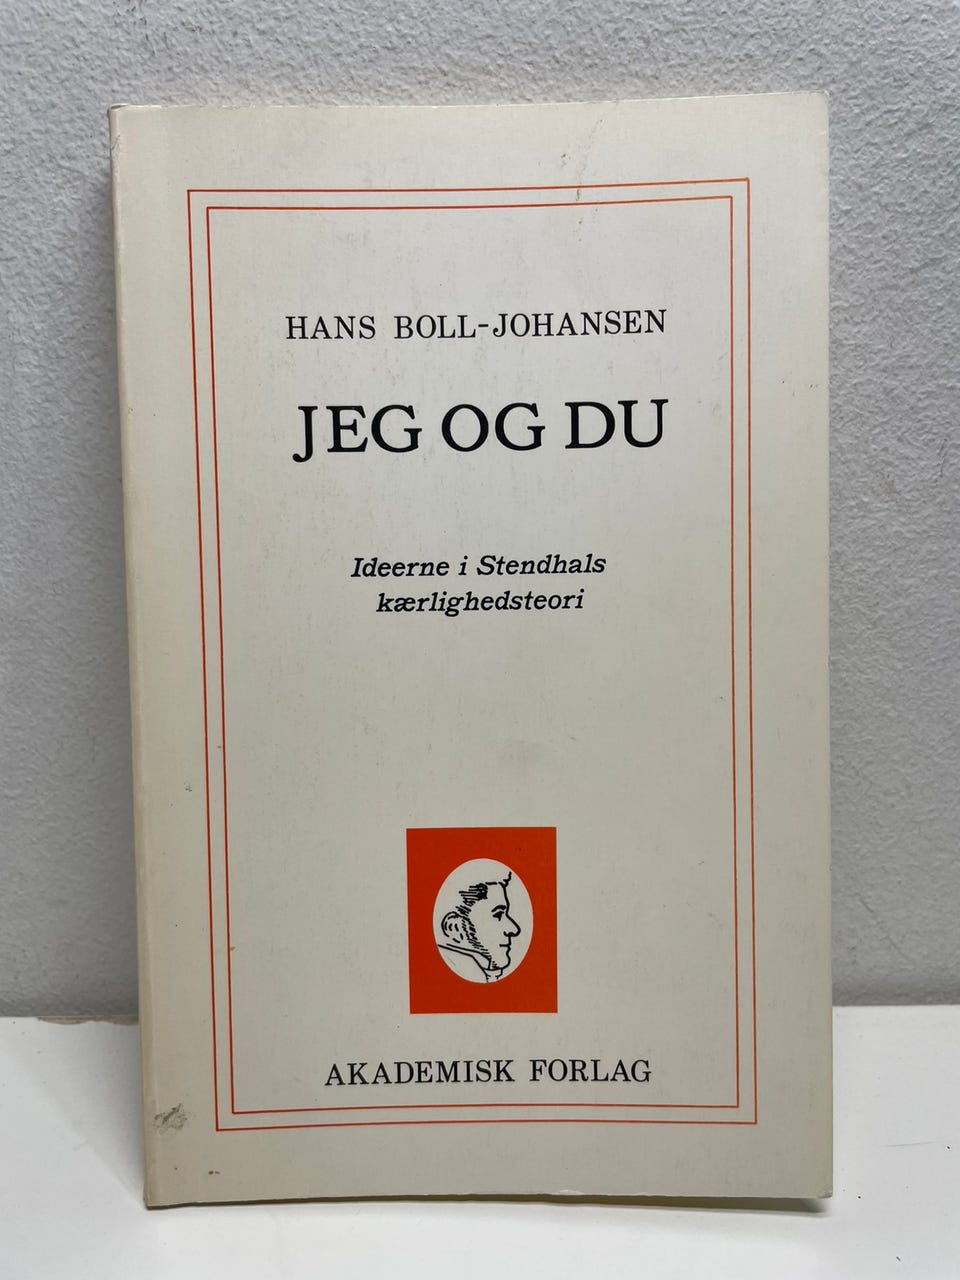 HANS BOLL-JOHANSEN
JEG OG DU
Ideerne i Stendhals
kærlighedsteori
AKADEMISK FORLAG